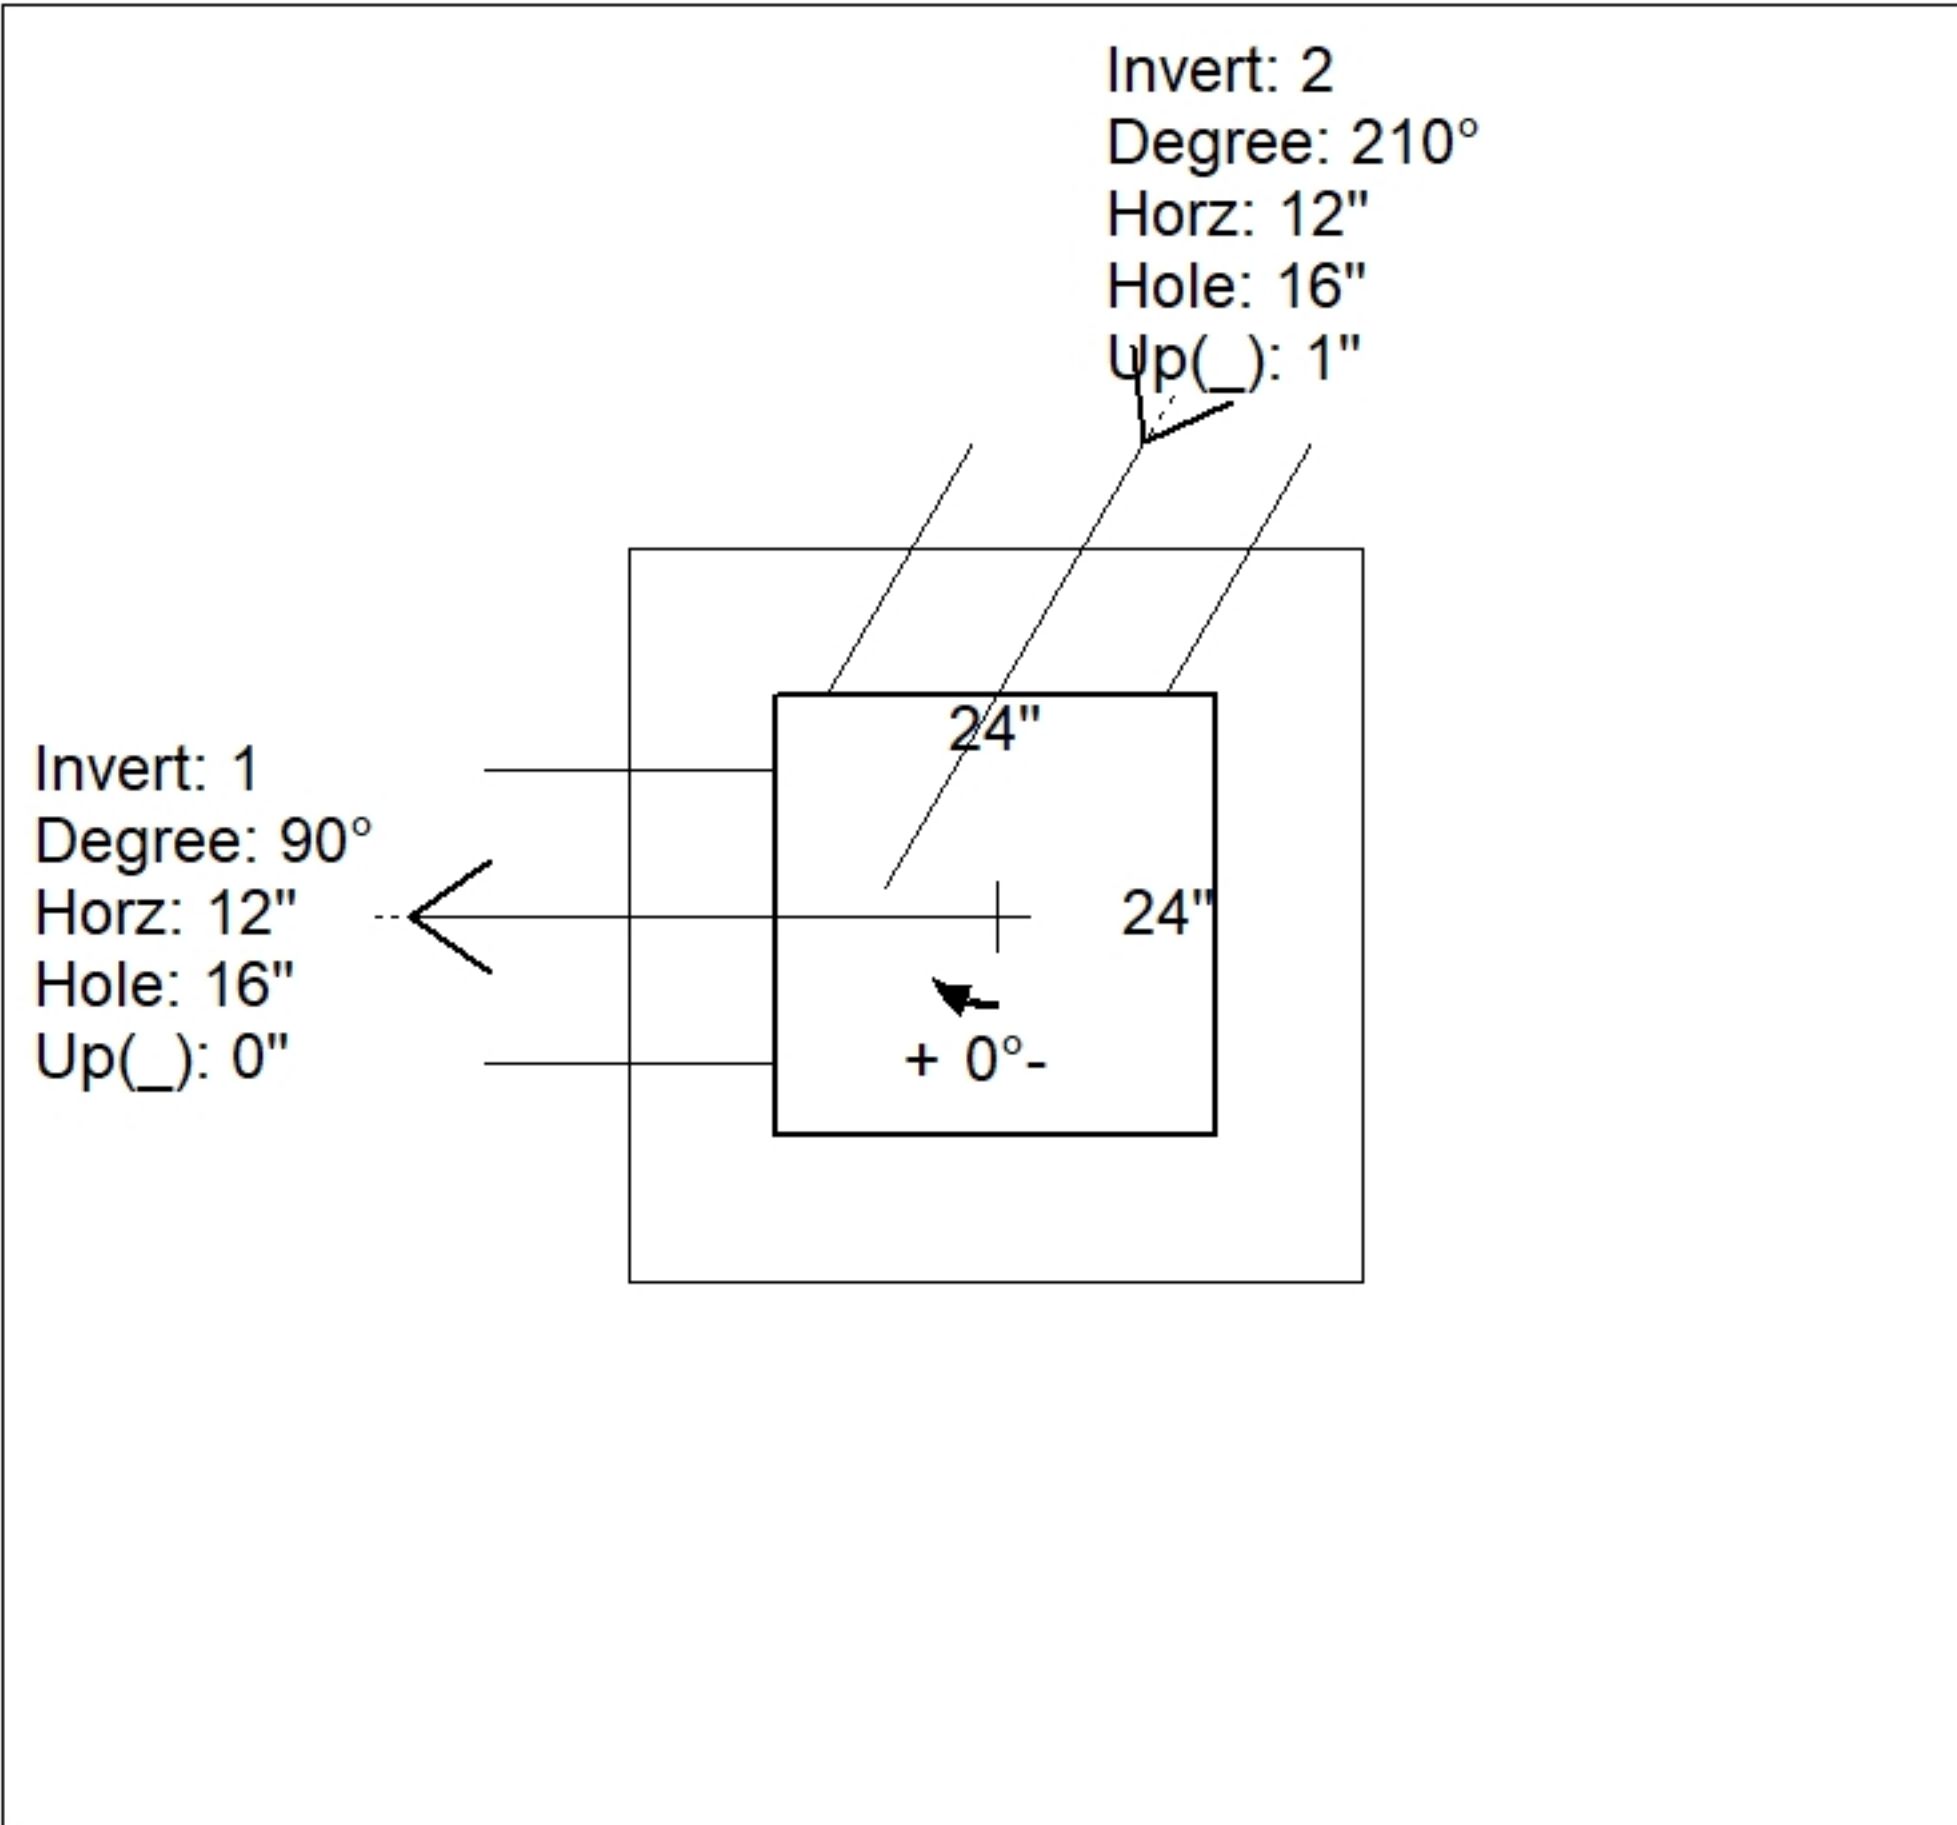 Invert: 2
Degree: 210°
Horz: 12"
Hole: 16"
Up(_): 1"
24"
Invert: 1
Degree: 90°
Horz: 12"
Hole: 16"
Up(_): 0"
24"
+ 0°-